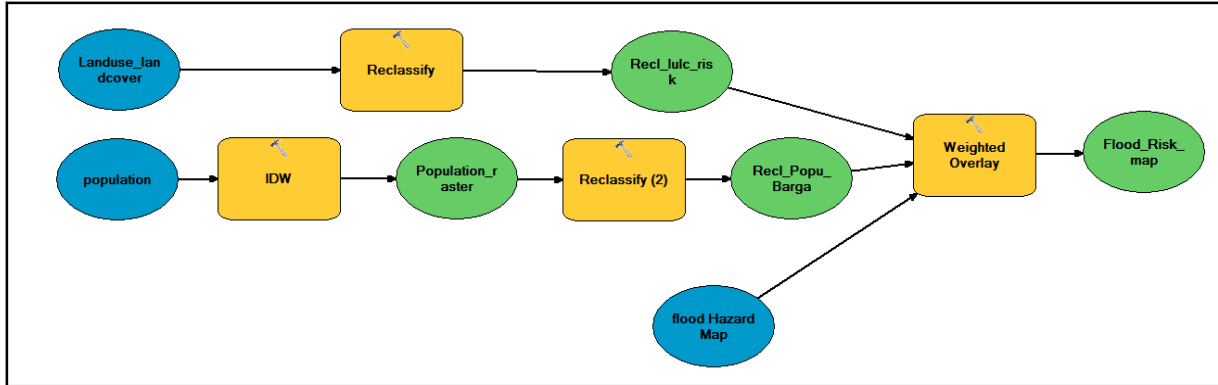 Landuse_lan
dcover
Reclassify
Recl_lulc_ris
k
population
IDW
Population_r
aster
Reclassify (2)
Recl_Popu_
Barga
Weighted
Overlay
Flood_Risk_
map
flood Hazard
Map